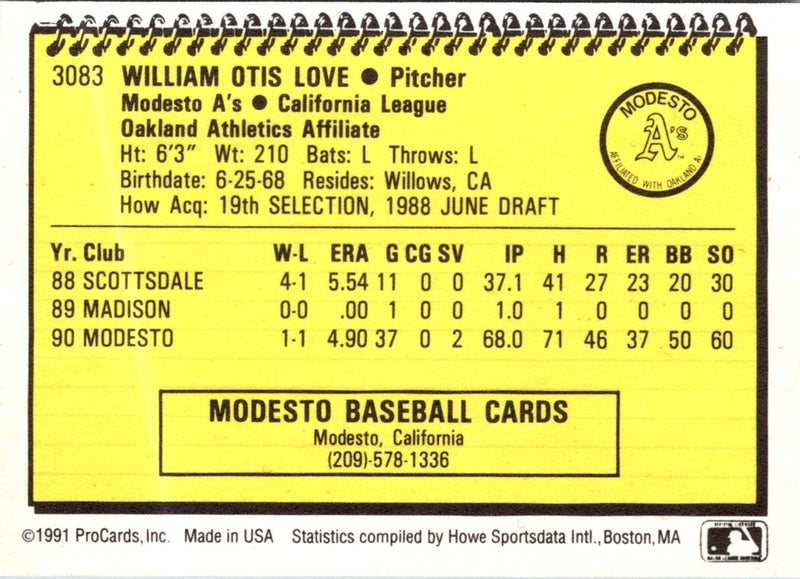 3083 WILLIAM OTIS LOVE ● Pitcher
Modesto A's ● California League
Oakland Athletics Affiliate
Ht: 6'3" Wt: 210 Bats: L Throws: L
Birthdate: 6-25-68 Resides: Willows, CA
How Acq: 19th SELECTION, 1988 JUNE DRAFT
MODESTO
A's
AFFILIATED WITH OAKLAND A's
Yr. Club W-L ERA G CG SV IP H R ER BB SO
88 SCOTTSDALE 4-1 5.54 11 0 0 37.1 41 27 23 20 30
89 MADISON 0-0 .00 1 0 0 1.0 1 0 0 0 0
90 MODESTO 1-1 4.90 37 0 2 68.0 71 46 37 50 60
MODESTO BASEBALL CARDS
Modesto, California
(209)-578-1336
©1991 ProCards, Inc. Made in USA Statistics compiled by Howe Sportsdata Intl., Boston, MA